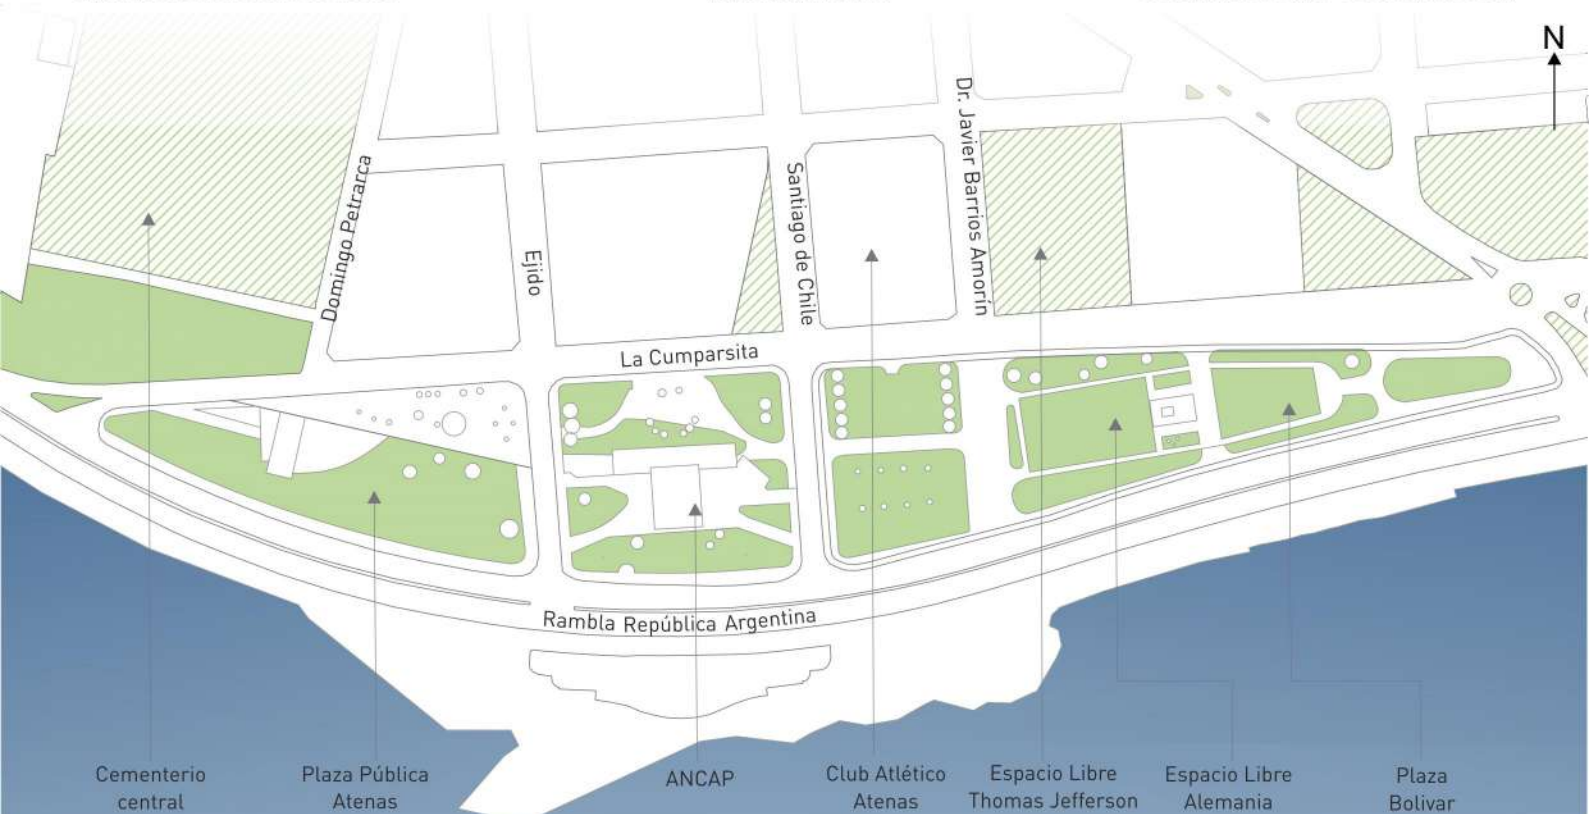 N
Dr. Javier Barrios Amorín
Domingo Petrarca
Santiago de Chile
Ejido
La Cumparsita
Rambla República Argentina
Cementerio
central
Plaza Pública
Atenas
ANCAP
Club Atlético
Atenas
Espacio Libre
Thomas Jefferson
Espacio Libre
Alemania
Plaza
Bolivar